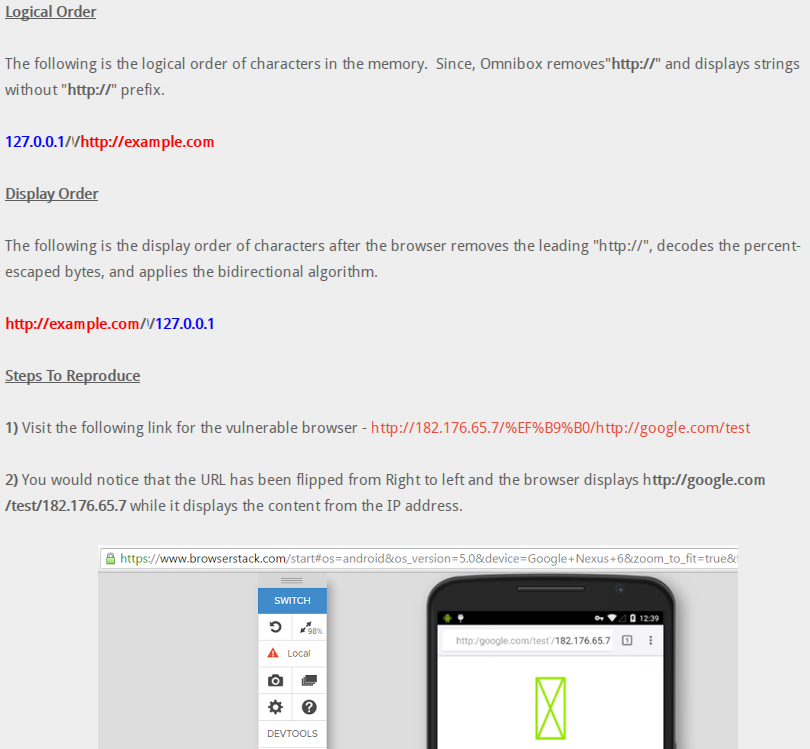 Logical Order
The following is the logical order of characters in the memory.  Since, Omnibox removes"http://" and displays strings
without "http://" prefix.
127.0.0.1/\/http://example.com
Display Order
The following is the display order of characters after the browser removes the leading "http://", decodes the percent-
escaped bytes, and applies the bidirectional algorithm.
http://example.com/\/127.0.0.1
Steps To Reproduce
1) Visit the following link for the vulnerable browser - http://182.176.65.7/%EF%B9%B0/http://google.com/test
2) You would notice that the URL has been flipped from Right to left and the browser displays http://google.com
/test/182.176.65.7 while it displays the content from the IP address.
https://www.browserstack.com/start#os=android&os_version=5.0&device=Google+Nexus+6&zoom_to_fit=true&
SWITCH
98%
12:39
http:/google.com/test'/182.176.65.7
1
Local
DEVTOOLS